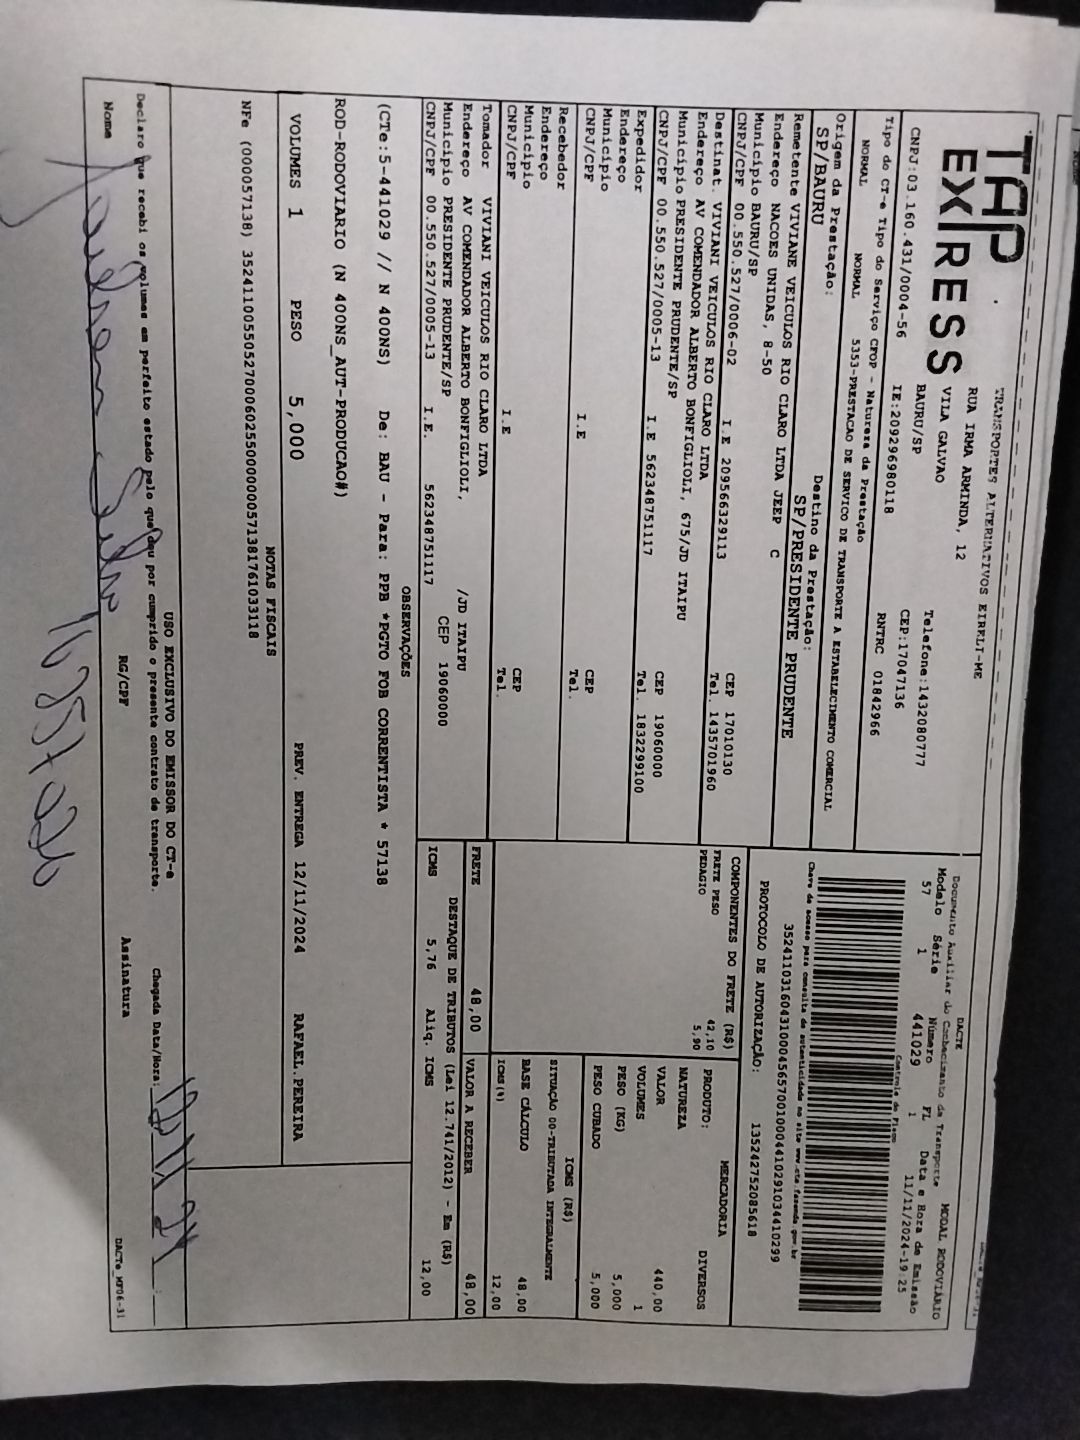 TAP EXPRESS
TRANSPORTES ALTERNATIVOS EIRELI-ME
RUA IRMA ARMINDA, 12
VILA GALVAO
BAURU/SP
Telefone:1432080777
CEP:17047136
CNPJ:03.160.431/0004-56 IE:209296980118 RNTRC 01842966
Tipo do CT-e Tipo do Serviço CFOP - Natureza da Prestação
NORMAL NORMAL 5353-PRESTACAO DE SERVICO DE TRANSPORTE A ESTABELECIMENTO COMERCIAL
Origem da Prestação: Destino da Prestação:
SP/BAURU SP/PRESIDENTE PRUDENTE
Remetente VIVIANE VEICULOS RIO CLARO LTDA JEEP C
Endereço NACOES UNIDAS, 8-50
Município BAURU/SP CEP 17010130
CNPJ/CPF 00.550.527/0006-02 I.E 209566329113 Tel. 1435701960
Destinat. VIVIANI VEICULOS RIO CLARO LTDA
Endereço AV COMENDADOR ALBERTO BONFIGLIOLI, 675/JD ITAIPU
Município PRESIDENTE PRUDENTE/SP CEP 19060000
CNPJ/CPF 00.550.527/0005-13 I.E 562348751117 Tel. 1832299100
Expedidor
Endereço
Município CEP
CNPJ/CPF I.E Tel.
Recebedor
Endereço
Município CEP
CNPJ/CPF I.E Tel.
Tomador VIVIANI VEICULOS RIO CLARO LTDA
Endereço AV COMENDADOR ALBERTO BONFIGLIOLI, /JD ITAIPU
Município PRESIDENTE PRUDENTE/SP CEP 19060000
CNPJ/CPF 00.550.527/0005-13 I.E. 562348751117
DACTE
Documento Auxiliar do Conhecimento de Transporte MODAL RODOVIÁRIO
Modelo Série Número FL Data e Hora de Emissão
57 1 441029 1 11/11/2024-19:25
Controle do Fisco
Chave de acesso para consulta de autenticidade no site www.cte.fazenda.gov.br
PROTOCOLO DE AUTORIZAÇÃO: 135242752085618
COMPONENTES DO FRETE (R$)
FRETE PESO 42,10
PEDAGIO 5,90
PRODUTO: MERCADORIA
NATUREZA DIVERSOS
VALOR 440,00
VOLUMES 1
PESO (KG) 5,000
PESO CUBADO 5,000
ICMS (R$)
SITUAÇÃO 00-TRIBUTADA INTEGRALMENTE
BASE CÁLCULO 48,00
ICMS(%) 12,00
FRETE 48,00 VALOR A RECEBER 48,00
DESTAQUE DE TRIBUTOS (Lei 12.741/2012) - Em (R$)
ICMS 5,76 Aliq. ICMS 12,00
OBSERVAÇÕES
(CTe:5-441029 // N 400NS) De: BAU - Para: PPB *PGTO FOB CORRENTISTA * 57138
ROD-RODOVIARIO (N 400NS_AUT-PRODUCAO#)
VOLUMES 1 PESO 5,000 PREV. ENTREGA 12/11/2024 RAFAEL.PEREIRA
NOTAS FISCAIS
NFe (000057138)
USO EXCLUSIVO DO EMISSOR DO CT-e
Declaro que recebi os volumes em perfeito estado pelo que dou por cumprido o presente contrato de transporte. Chegada Data/Hora:
Nome RG/CPF Assinatura
DACTe_MF06-31